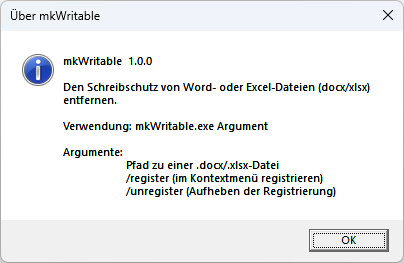 Über mkWritable
mkWritable 1.0.0
Den Schreibschutz von Word- oder Excel-Dateien (docx/xlsx)
entfernen.
Verwendung: mkWritable.exe Argument
Argumente:
Pfad zu einer .docx/.xlsx-Datei
/register (im Kontextmenü registrieren)
/unregister (Aufheben der Registrierung)
OK